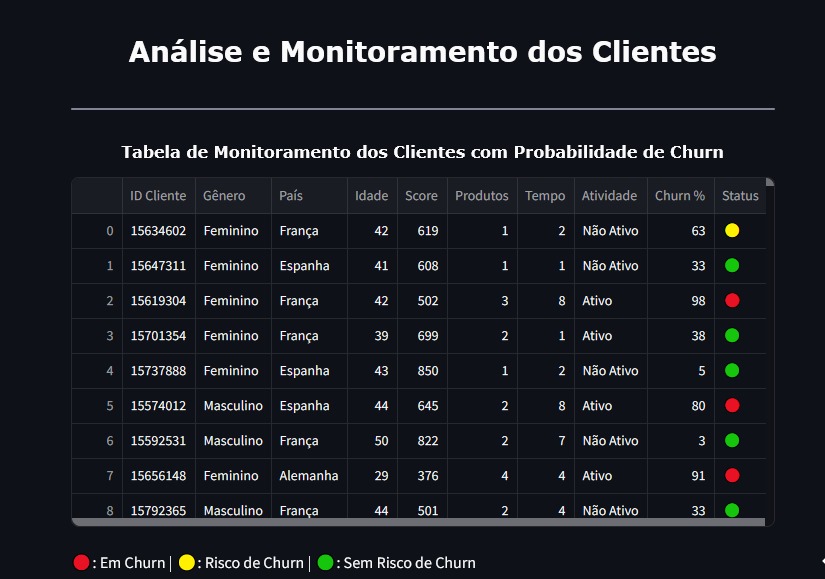 Análise e Monitoramento dos Clientes
Tabela de Monitoramento dos Clientes com Probabilidade de Churn
ID Cliente Gênero País Idade Score Produtos Tempo Atividade Churn % Status
0 15634602 Feminino França 42 619 1 2 Não Ativo 63
1 15647311 Feminino Espanha 41 608 1 1 Não Ativo 33
2 15619304 Feminino França 42 502 3 8 Ativo 98
3 15701354 Feminino França 39 699 2 1 Ativo 38
4 15737888 Feminino Espanha 43 850 1 2 Não Ativo 5
5 15574012 Masculino Espanha 44 645 2 8 Ativo 80
6 15592531 Masculino França 50 822 2 7 Não Ativo 3
7 15656148 Feminino Alemanha 29 376 4 4 Ativo 91
8 15792365 Masculino França 44 501 2 4 Não Ativo 33
: Em Churn | : Risco de Churn | : Sem Risco de Churn